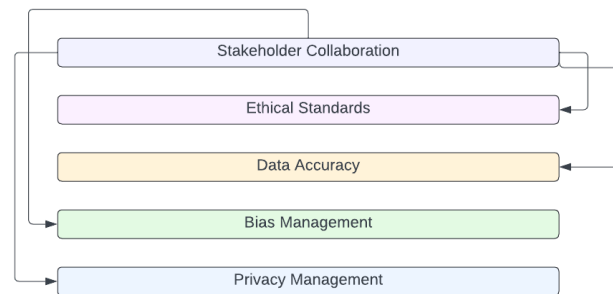 Stakeholder Collaboration
Ethical Standards
Data Accuracy
Bias Management
Privacy Management